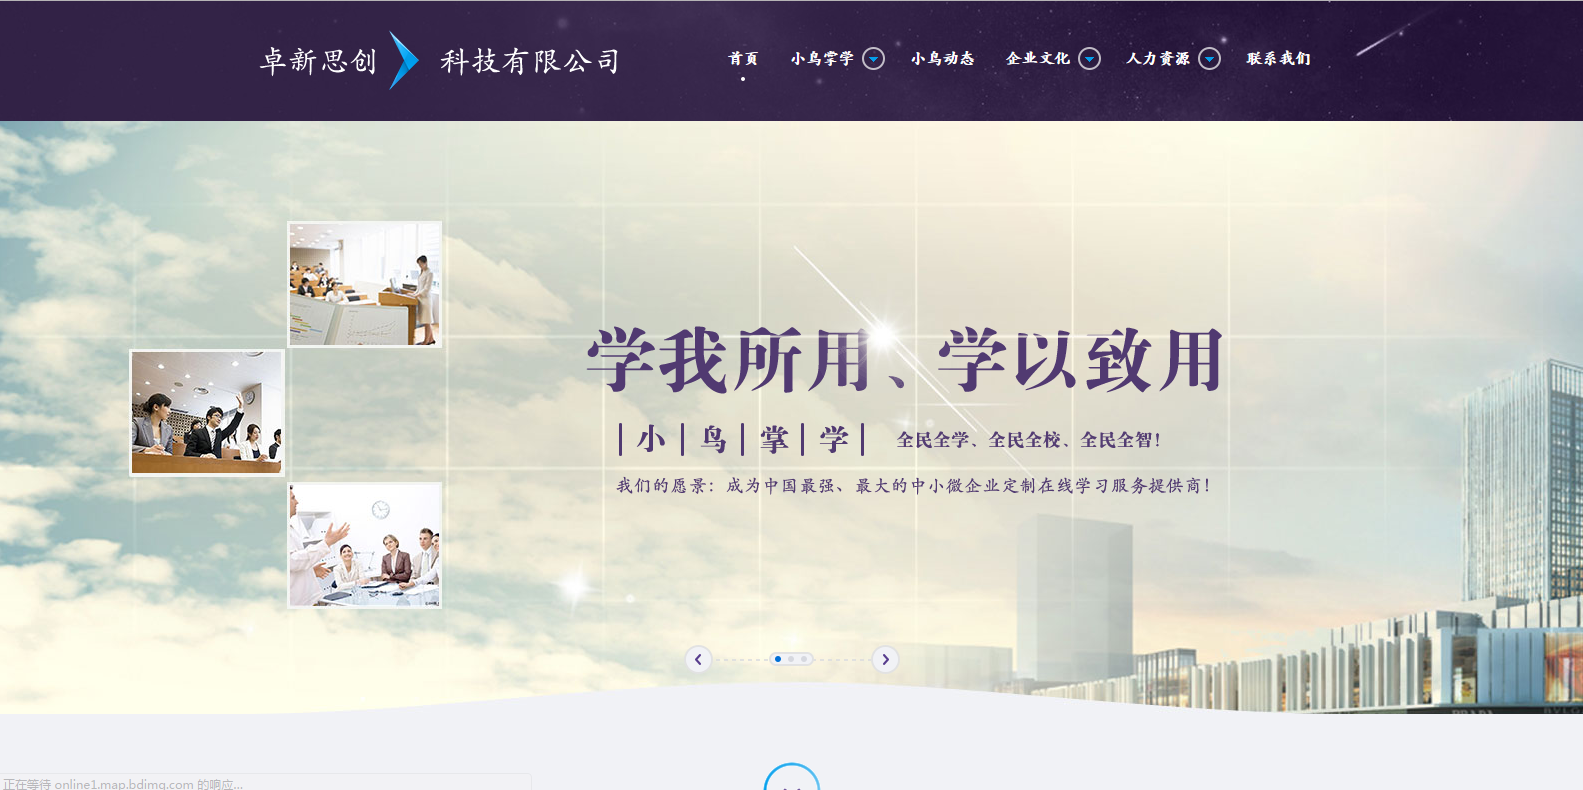 卓新思创 科技有限公司
首页 小鸟掌学 小鸟动态 企业文化 人力资源 联系我们
学我所用、学以致用
小 鸟 掌 学 全民全学、全民全校、全民全智!
我们的愿景：成为中国最强、最大的中小微企业定制在线学习服务提供商!
正在等待 online1.map.bdimg.com 的响应...